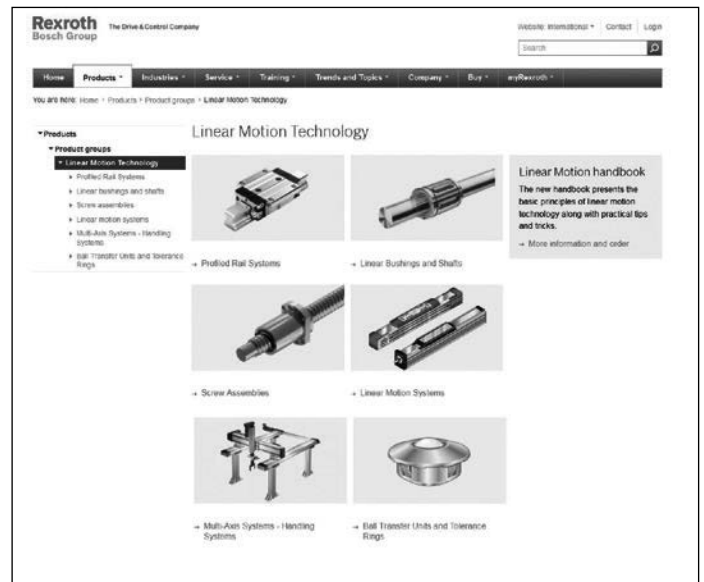 Rexroth
Bosch Group
The Drive & Control Company
Website: International
Contact
Login
Search
Home
Products
Industries
Service
Training
Trends and Topics
Company
Buy
myRexroth
You are here: Home Products Product groups Linear Motion Technology
Products
Product groups
Linear Motion Technology
Profiled Rail Systems
Linear bushings and shafts
Screw assemblies
Linear motion systems
Multi-Axis Systems - Handing
Systems
Ball Transfer Units and Tolerance
Rings
Linear Motion Technology
→ Profiled Rail Systems
→ Linear Bushings and Shafts
→ Screw Assemblies
→ Linear Motion Systems
→ Multi-Axis Systems - Handing
Systems
→ Ball Transfer Units and Tolerance
Rings
Linear Motion handbook
The new handbook presents the
basic principles of linear motion
technology along with practical tips
and tricks.
→ More information and order